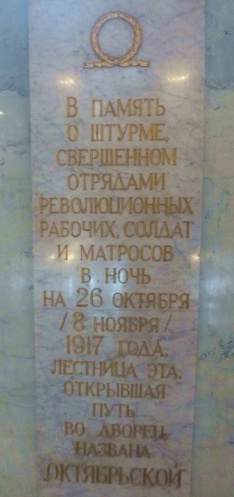 В ПАМЯТЬ
О ШТУРМЕ,
СВЕРШЕННОМ
ОТРЯДАМИ
РЕВОЛЮЦИОННЫХ
РАБОЧИХ, СОЛДАТ
И МАТРОСОВ
В НОЧЬ
НА 26 ОКТЯБРЯ
/8 НОЯБРЯ/
1917 ГОДА,
ЛЕСТНИЦА ЭТА,
ОТКРЫВШАЯ
ПУТЬ
ВО ДВОРЕЦ,
НАЗВАНА
ОКТЯБРЬСКОЙ